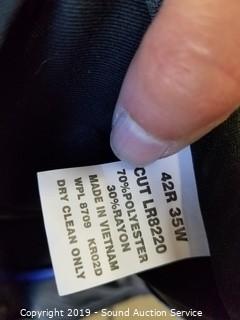 42R 35W
CUT LR8220
70%POLYESTER
30%RAYON
MADE IN VIETNAM
WPL 8709 KR02D
DRY CLEAN ONLY
Copyright 2019 - Sound Auction Service